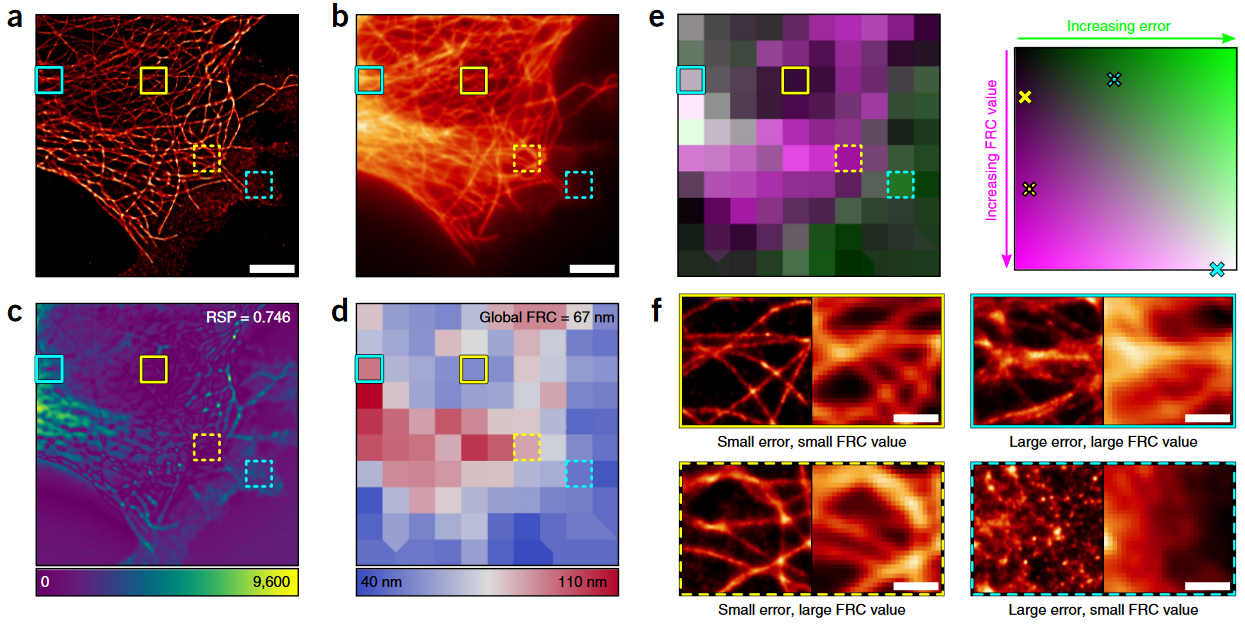 a
b
e
Increasing error
Increasing FRC value
c
RSP = 0.746
0
9,600
d
Global FRC = 67 nm
40 nm
110 nm
f
Small error, small FRC value
Large error, large FRC value
Small error, large FRC value
Large error, small FRC value